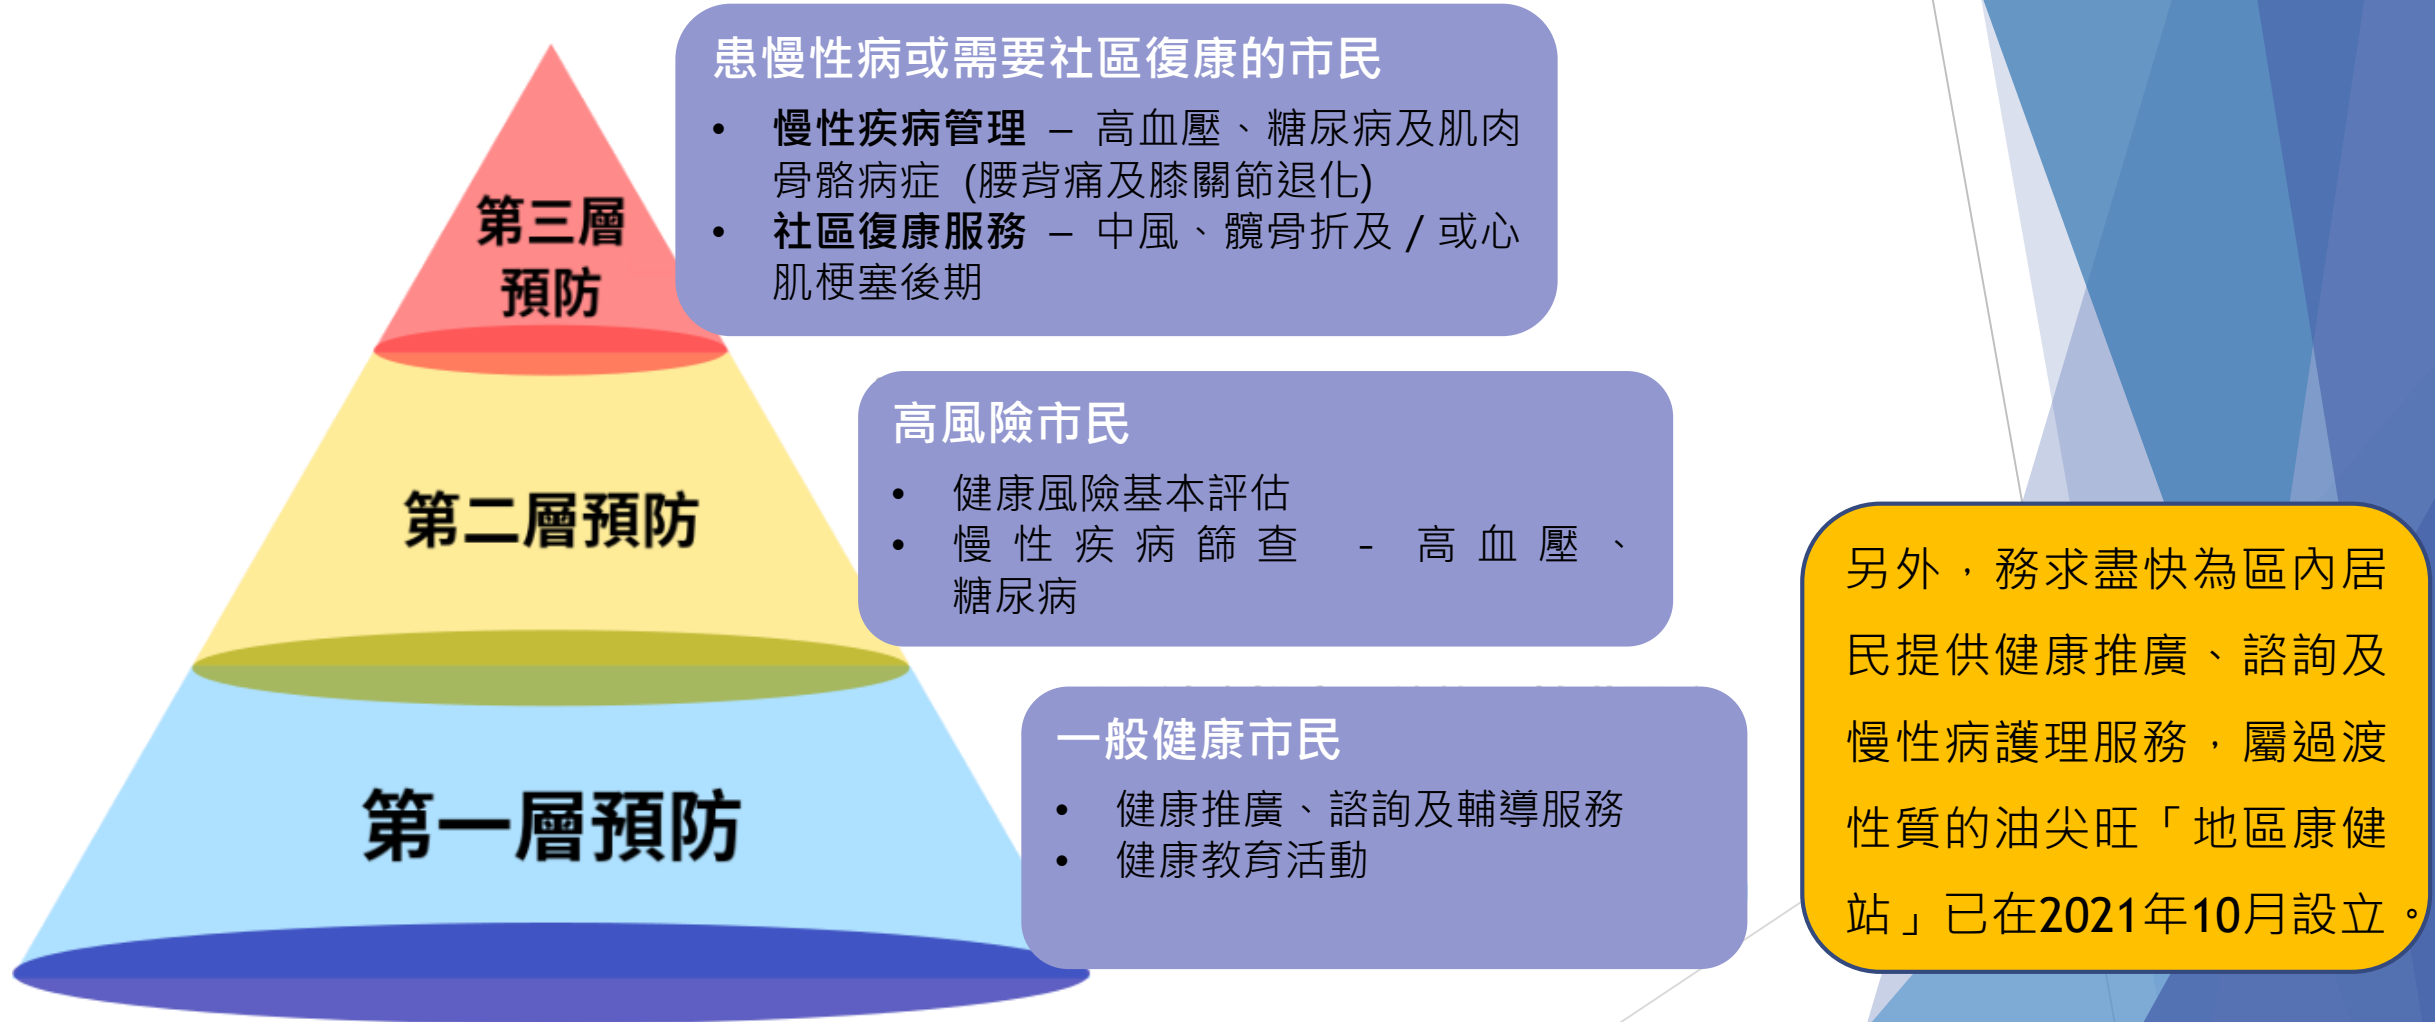 第三層
預防
患慢性病或需要社區復康的市民
• 慢性疾病管理 – 高血壓、糖尿病及肌肉
骨骼病症 (腰背痛及膝關節退化)
• 社區復康服務 – 中風、髖骨折及 / 或心
肌梗塞後期
第二層預防
高風險市民
• 健康風險基本評估
• 慢性疾病篩查 - 高血壓、
糖尿病
第一層預防
一般健康市民
• 健康推廣、諮詢及輔導服務
• 健康教育活動
另外，務求盡快為區內居
民提供健康推廣、諮詢及
慢性病護理服務，屬過渡
性質的油尖旺「地區康健
站」已在2021年10月設立。